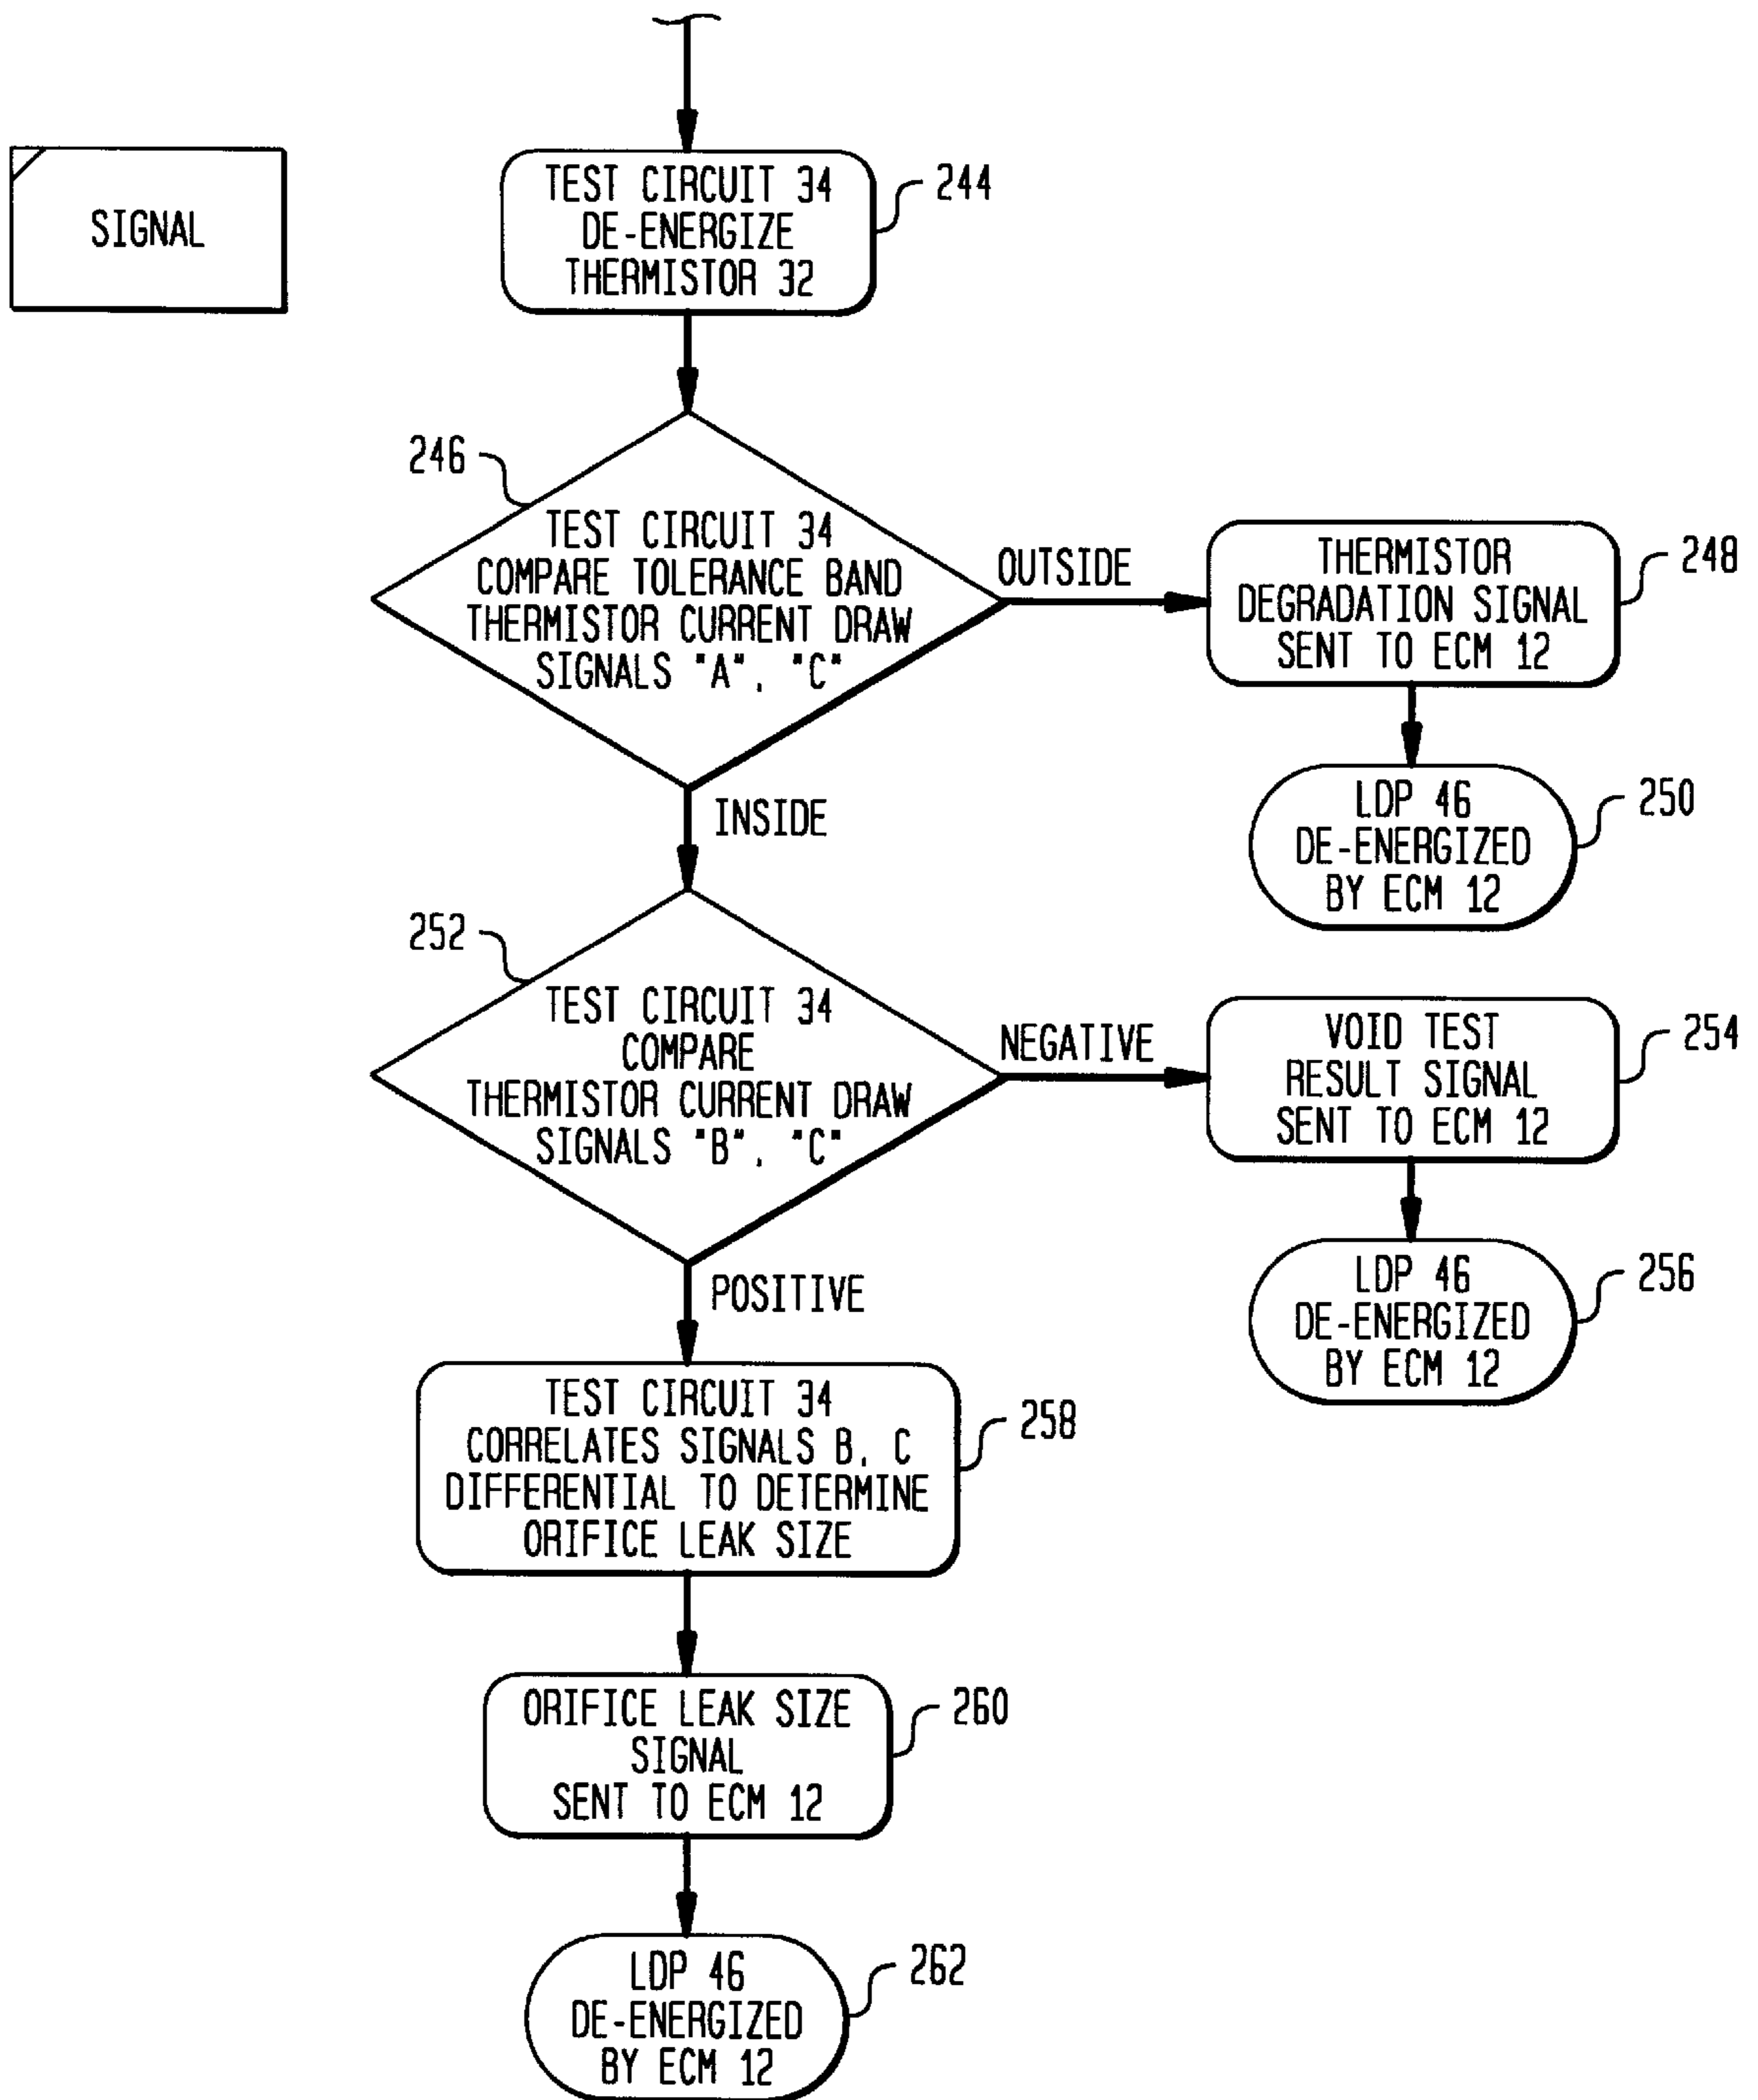 SIGNAL
TEST CIRCUIT 34
DE-ENERGIZE
THERMISTOR 32
244
246
TEST CIRCUIT 34
COMPARE TOLERANCE BAND
THERMISTOR CURRENT DRAW
SIGNALS "A", "C"
OUTSIDE
THERMISTOR
DEGRADATION SIGNAL
SENT TO ECM 12
248
INSIDE
LDP 46
DE-ENERGIZED
BY ECM 12
250
252
TEST CIRCUIT 34
COMPARE
THERMISTOR CURRENT DRAW
SIGNALS "B", "C"
NEGATIVE
VOID TEST
RESULT SIGNAL
SENT TO ECM 12
254
POSITIVE
LDP 46
DE-ENERGIZED
BY ECM 12
256
TEST CIRCUIT 34
CORRELATES SIGNALS B, C
DIFFERENTIAL TO DETERMINE
ORIFICE LEAK SIZE
258
ORIFICE LEAK SIZE
SIGNAL
SENT TO ECM 12
260
LDP 46
DE-ENERGIZED
BY ECM 12
262